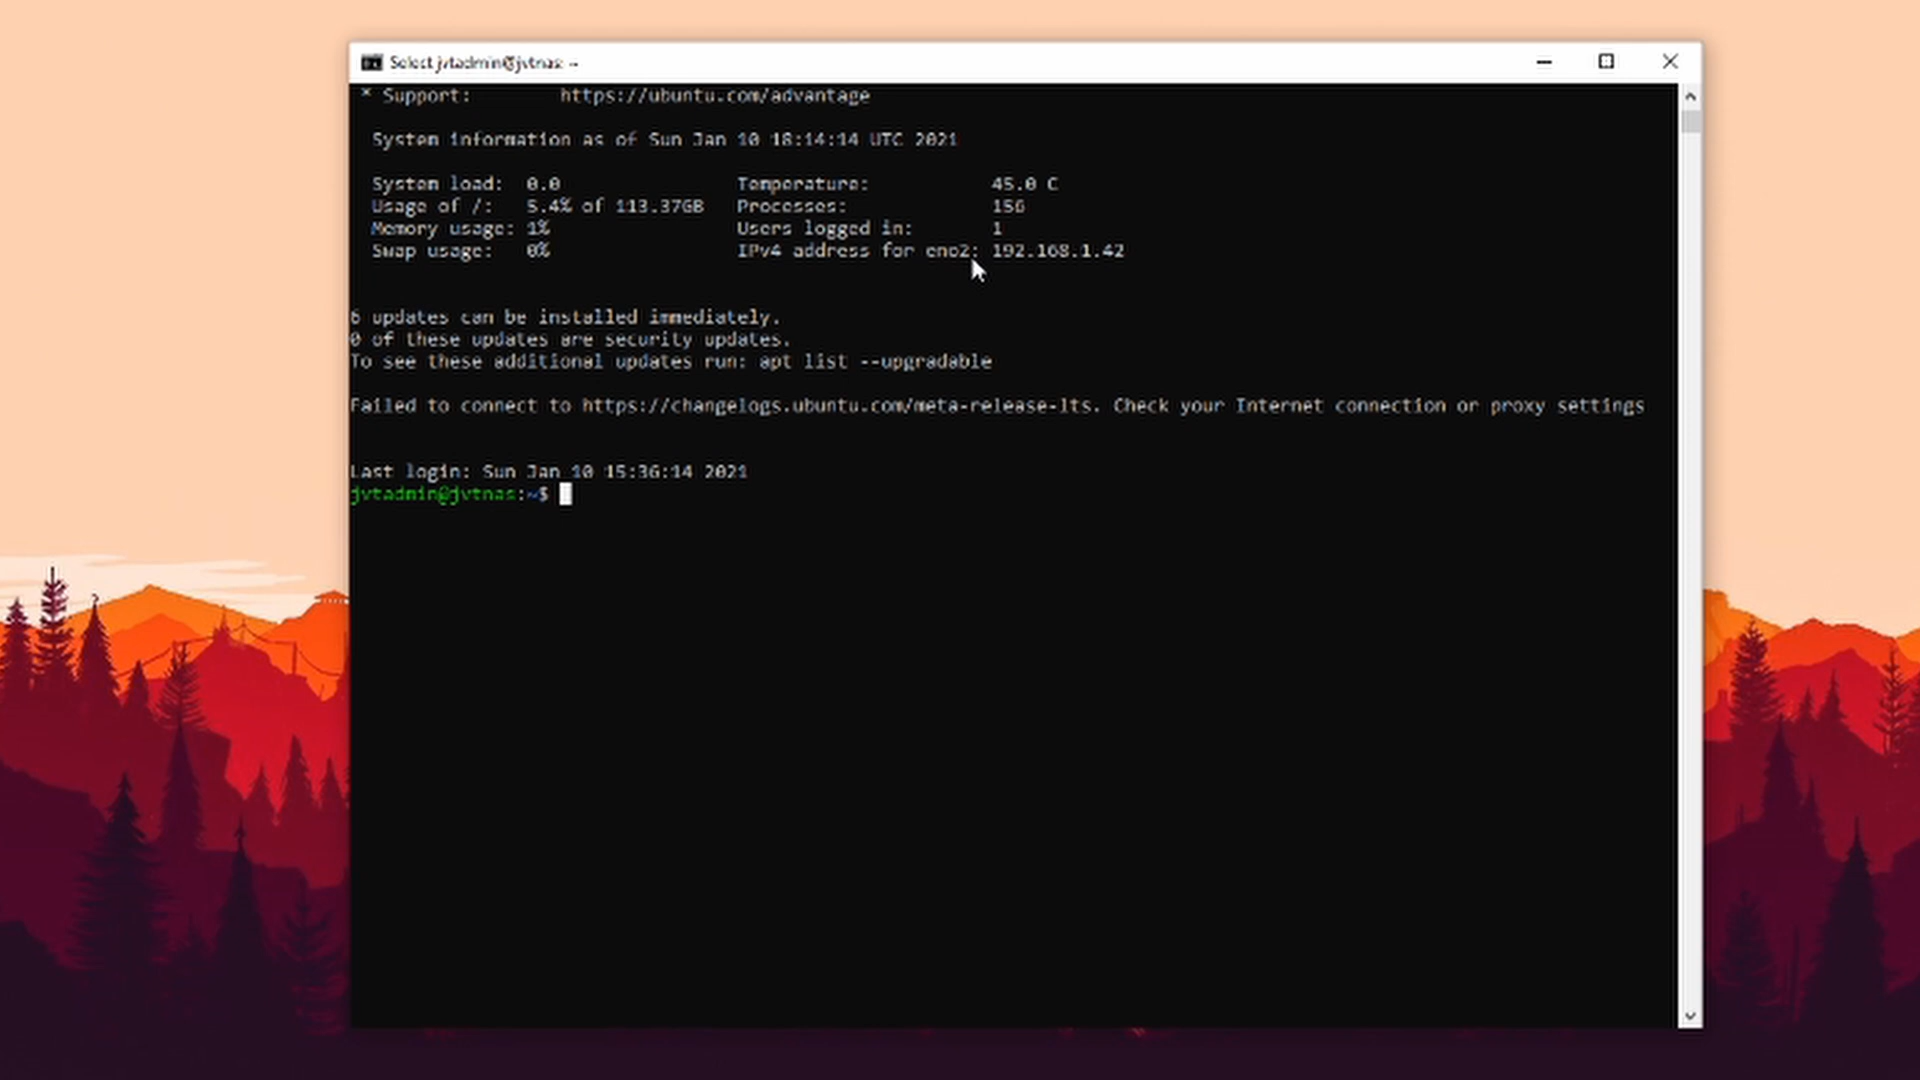 Select jvtadmin@jvtnas: ~
* Support: https://ubuntu.com/advantage
System information as of Sun Jan 10 18:14:14 UTC 2021
System load: 0.0 Temperature: 45.0 C
Usage of /: 5.4% of 113.37GB Processes: 156
Memory usage: 1% Users logged in: 1
Swap usage: 0% IPv4 address for eno2: 192.168.1.42
6 updates can be installed immediately.
0 of these updates are security updates.
To see these additional updates run: apt list --upgradable
Failed to connect to https://changelogs.ubuntu.com/meta-release-lts. Check your Internet connection or proxy settings
Last login: Sun Jan 10 15:36:14 2021
jvtadmin@jvtnas:~$